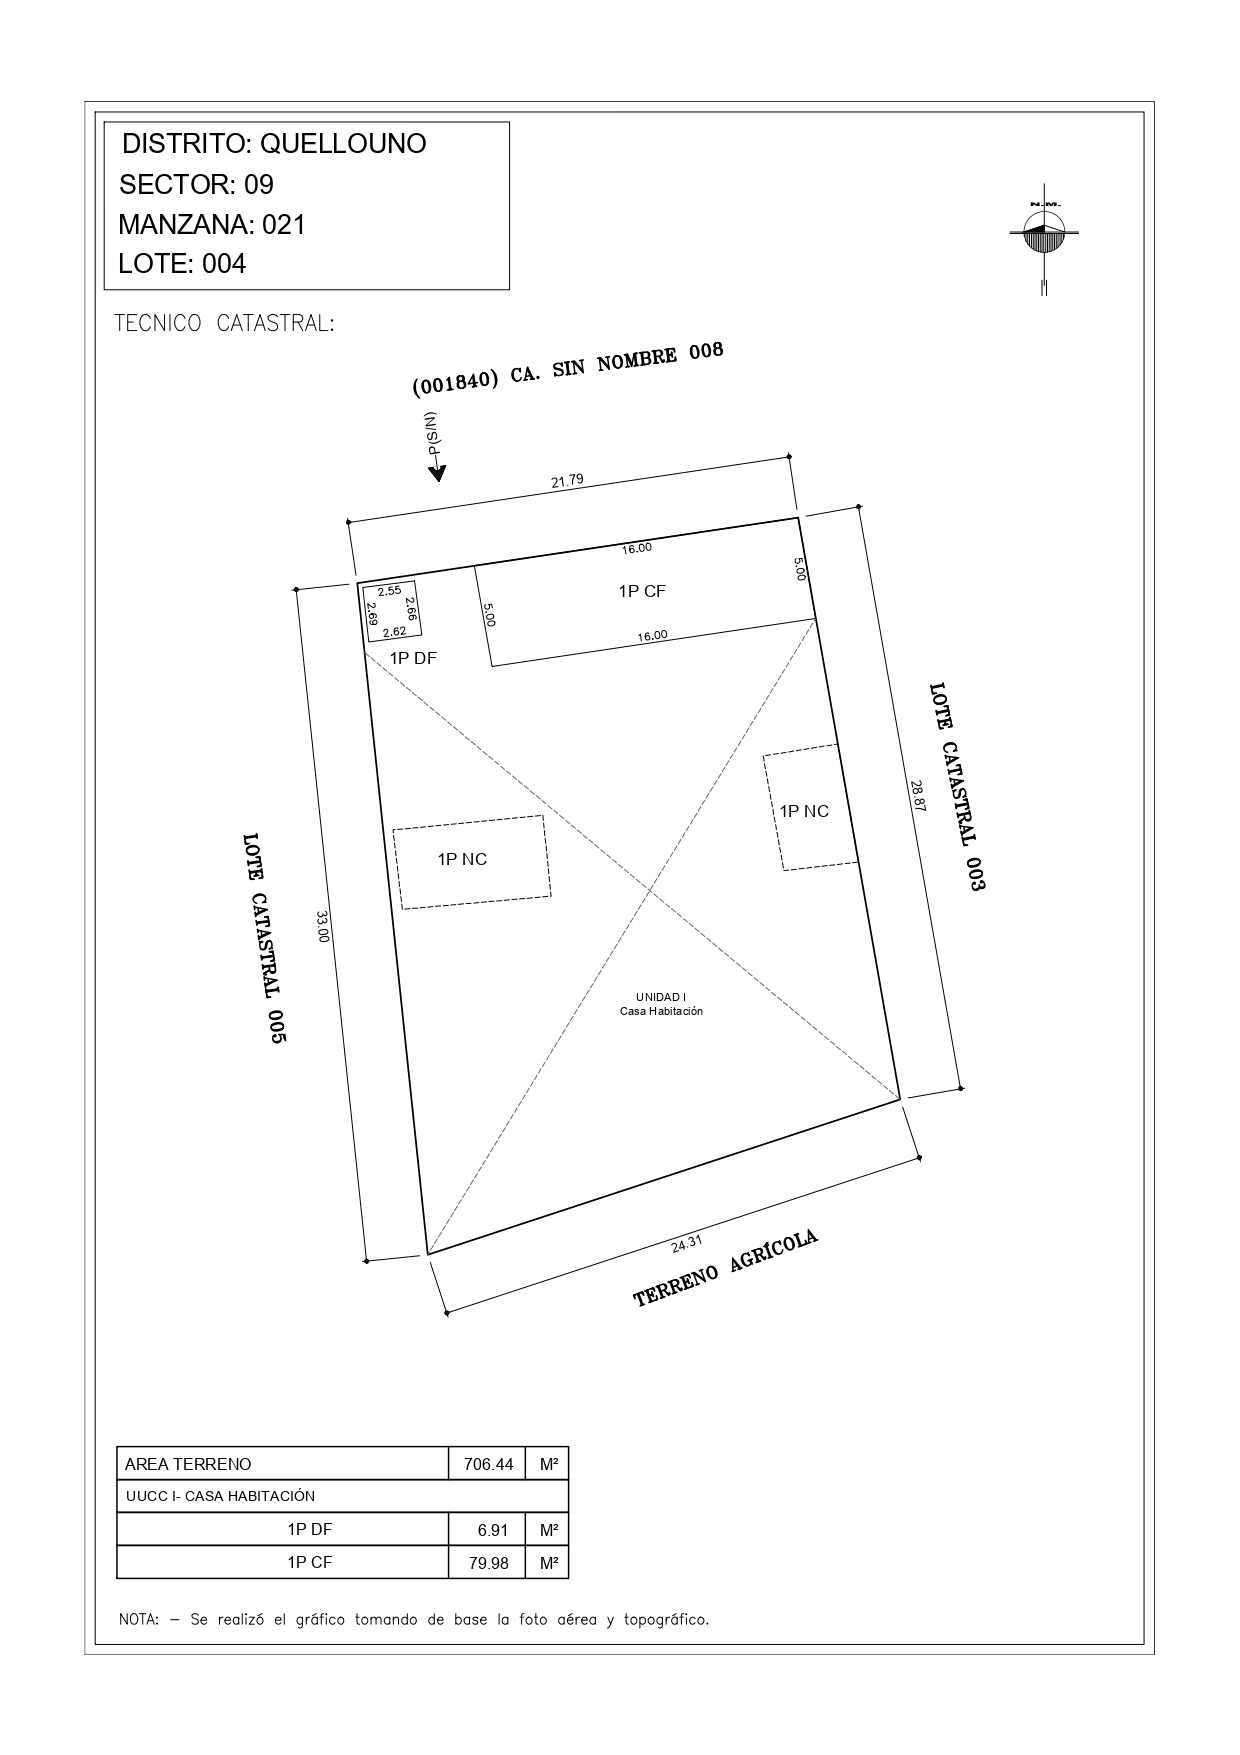 DISTRITO: QUELLOUNO
SECTOR: 09
MANZANA: 021
LOTE: 004
N.M.
TECNICO CATASTRAL:
(001840) CA. SIN NOMBRE 008
P(S/N)
21.79
16.00
5.00
1P CF
2.55
2.69
2.66
2.62
5.00
16.00
1P DF
LOTE CATASTRAL 003
28.87
1P NC
1P NC
LOTE CATASTRAL 005
33.00
UNIDAD I
Casa Habitación
24.31
TERRENO AGRÍCOLA
AREA TERRENO 706.44 M²
UUCC I- CASA HABITACIÓN
1P DF 6.91 M²
1P CF 79.98 M²
NOTA: – Se realizó el gráfico tomando de base la foto aérea y topográfico.